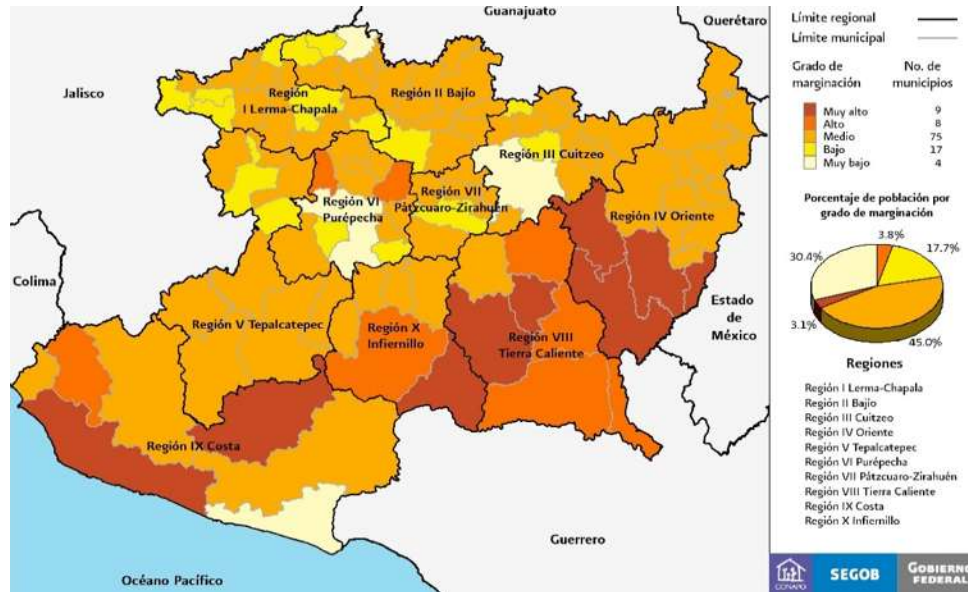 Guanajuato
Querétaro
Jalisco
Región
I Lerma-Chapala
Región II Bajío
Región III Cuitzeo
Región VI
Purépecha
Región VII
Pátzcuaro-Zirahuén
Región IV Oriente
Colima
Región V Tepalcatepec
Región X
Infiernillo
Región VIII
Tierra Caliente
Estado
de
México
Región IX Costa
Guerrero
Océano Pacífico
Límite regional
Límite municipal
Grado de marginación No. de municipios
Muy alto 9
Alto 8
Medio 75
Bajo 17
Muy bajo 4
Porcentaje de población por
grado de marginación
3.8%
17.7%
30.4%
3.1%
45.0%
Regiones
Región I Lerma-Chapala
Región II Bajío
Región III Cuitzeo
Región IV Oriente
Región V Tepalcatepec
Región VI Purépecha
Región VII Pátzcuaro-Zirahuén
Región VIII Tierra Caliente
Región IX Costa
Región X Infiernillo
CONAPO
SEGOB
GOBIERNO
FEDERAL